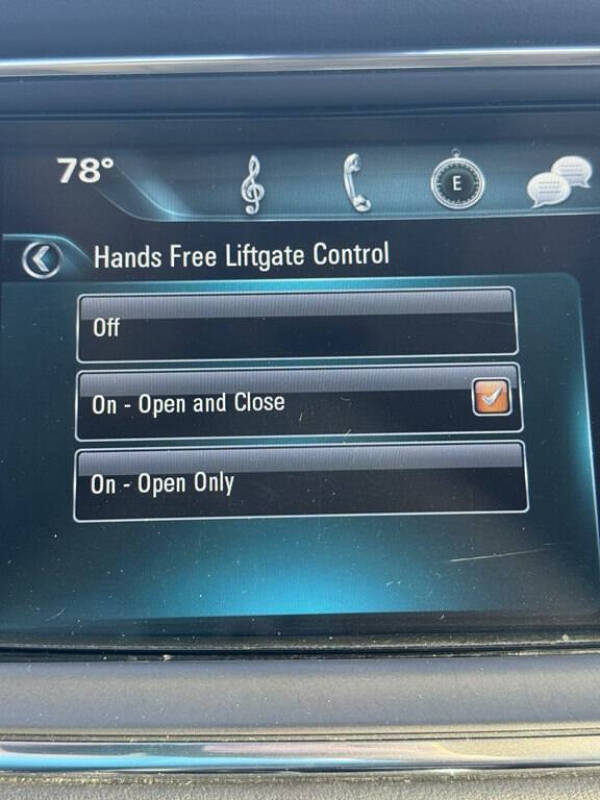 78°
E
Hands Free Liftgate Control
Off
On - Open and Close
On - Open Only